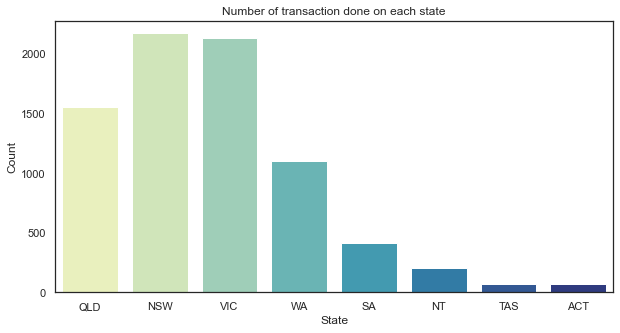 Number of transaction done on each state
Count
2000
1500
1000
500
0
QLD NSW VIC WA SA NT TAS ACT
State